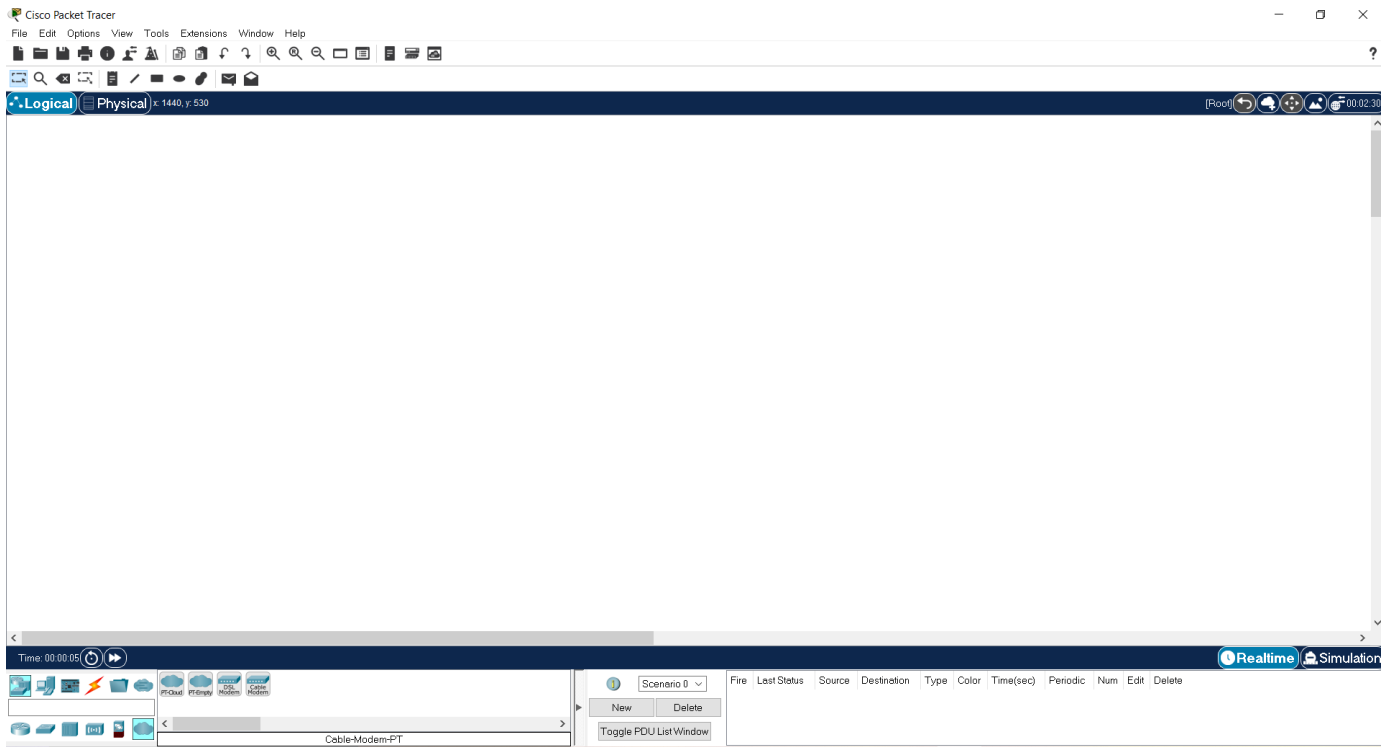 Cisco Packet Tracer
File Edit Options View Tools Extensions Window Help
?
Logical Physical x: 1440, y: 530 [Root] 00:02:30
Time: 00:00:05 Realtime Simulation
PT-Cloud PT-Empty DSL Modem Cable Modem
Cable-Modem-PT
Scenario 0
New Delete
Toggle PDU List Window
Fire Last Status Source Destination Type Color Time(sec) Periodic Num Edit Delete